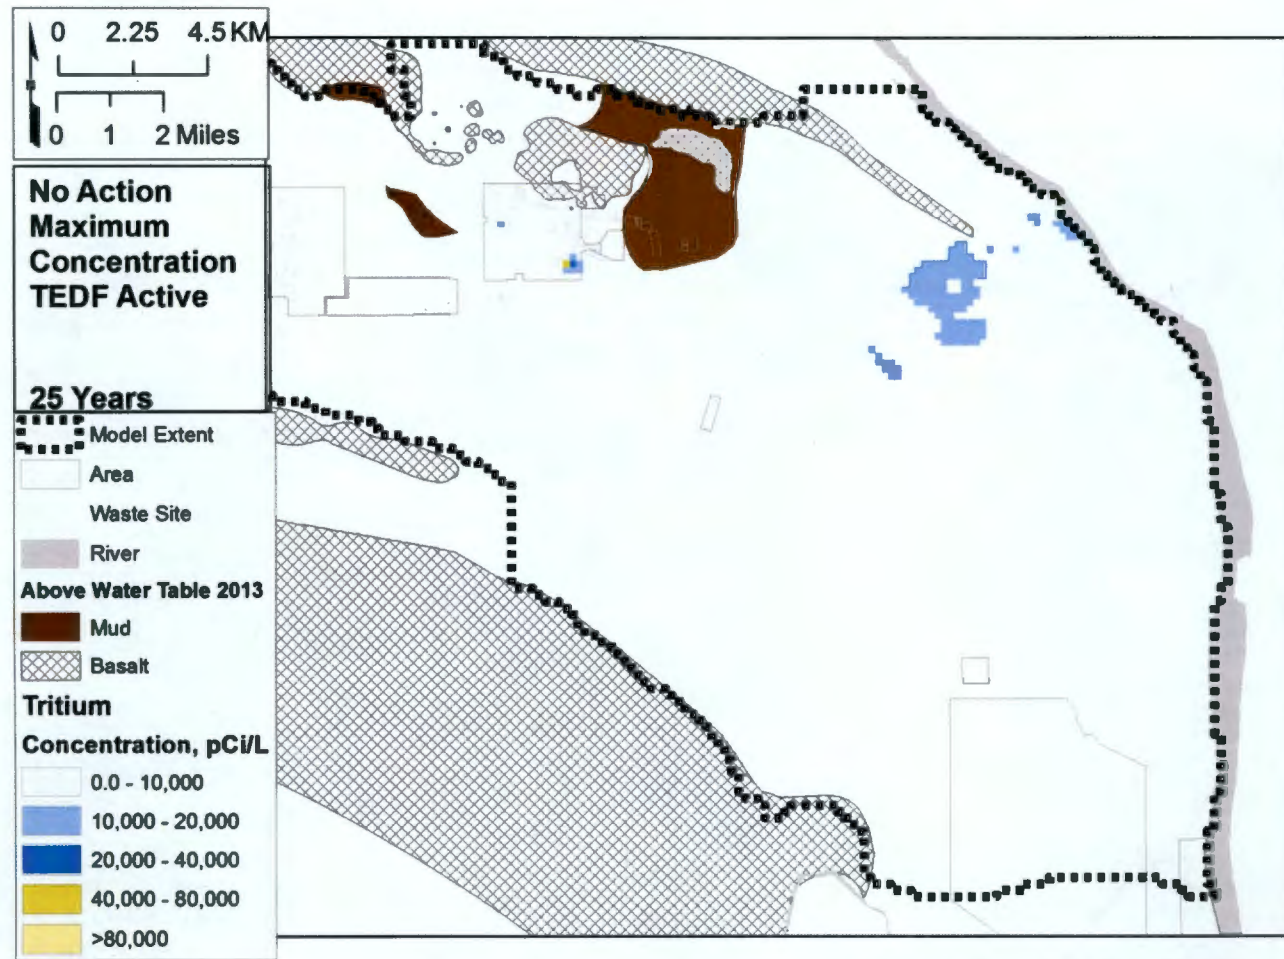 0 2.25 4.5 KM
0 1 2 Miles
No Action
Maximum
Concentration
TEDF Active
25 Years
Model Extent
Area
Waste Site
River
Above Water Table 2013
Mud
Basalt
Tritium
Concentration, pCi/L
0.0 - 10,000
10,000 - 20,000
20,000 - 40,000
40,000 - 80,000
>80,000